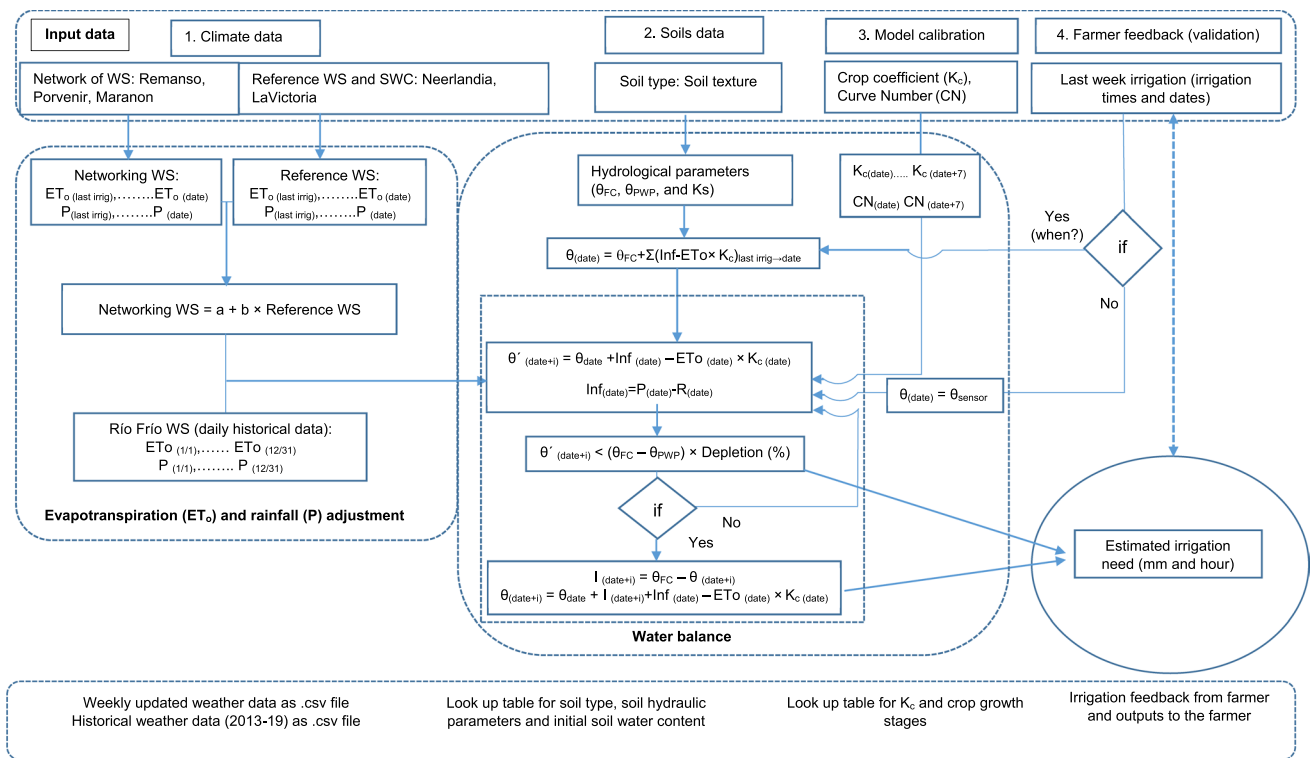 Input data
1. Climate data
2. Soils data
3. Model calibration
4. Farmer feedback (validation)
Network of WS: Remanso,
Porvenir, Maranon
Reference WS and SWC: Neerlandia,
LaVictoria
Soil type: Soil texture
Crop coefficient (Kc),
Curve Number (CN)
Last week irrigation (irrigation
times and dates)
Networking WS:
ETo (last irrig),........ETo (date)
P(last irrig),........P (date)
Reference WS:
ETo (last irrig),.......ETo (date)
P(last irrig),........P (date)
Networking WS = a + b × Reference WS
Río Frío WS (daily historical data):
ETo (1/1),...... ETo (12/31)
P (1/1),........ P (12/31)
Evapotranspiration (ETo) and rainfall (P) adjustment
Hydrological parameters
(θFC, θPWP, and Ks)
Kc(date)..... Kc (date+7)
CN(date) CN (date+7)
θ(date) = θFC+Σ(Inf-ETo× Kc)last irrig→date
Yes
(when?)
if
No
θ´ (date+i) = θdate +Inf (date) – ETo (date) × Kc (date)
Inf(date)=P(date)-R(date)
θ(date) = θsensor
θ´ (date+i) < (θFC – θPWP) × Depletion (%)
if
No
Yes
I (date+i) = θFC – θ (date+i)
θ(date+i) = θdate + I (date+i)+Inf (date) – ETo (date) × Kc (date)
Water balance
Estimated irrigation
need (mm and hour)
Weekly updated weather data as .csv file
Historical weather data (2013-19) as .csv file
Look up table for soil type, soil hydraulic
parameters and initial soil water content
Look up table for Kc and crop growth
stages
Irrigation feedback from farmer
and outputs to the farmer